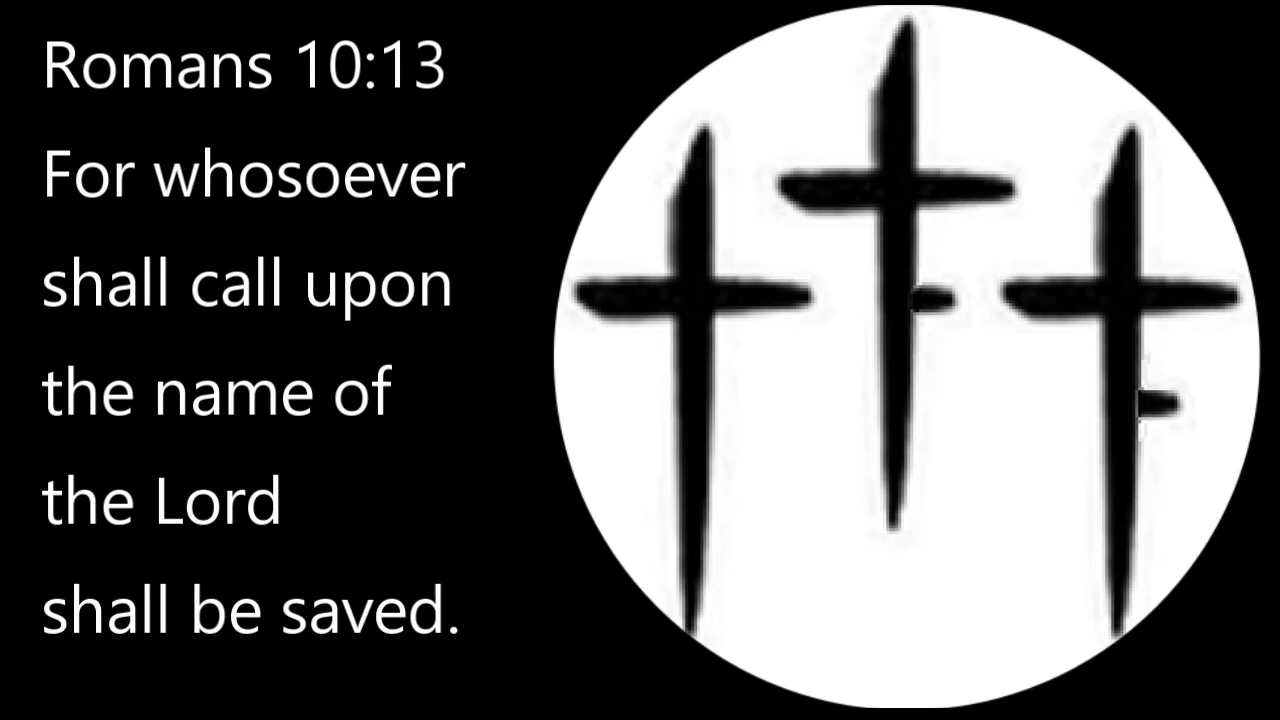 Romans 10:13
For whosoever
shall call upon
the name of
the Lord
shall be saved.